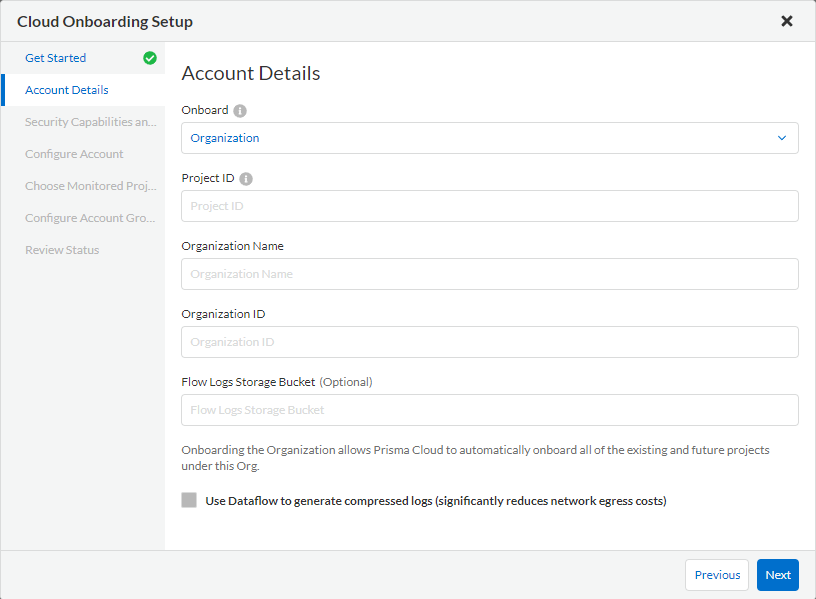 Cloud Onboarding Setup
Get Started
Account Details
Security Capabilities an...
Configure Account
Choose Monitored Proj...
Configure Account Gro...
Review Status
Account Details
Onboard
Organization
Project ID
Project ID
Organization Name
Organization Name
Organization ID
Organization ID
Flow Logs Storage Bucket (Optional)
Flow Logs Storage Bucket
Onboarding the Organization allows Prisma Cloud to automatically onboard all of the existing and future projects
under this Org.
Use Dataflow to generate compressed logs (significantly reduces network egress costs)
Previous
Next